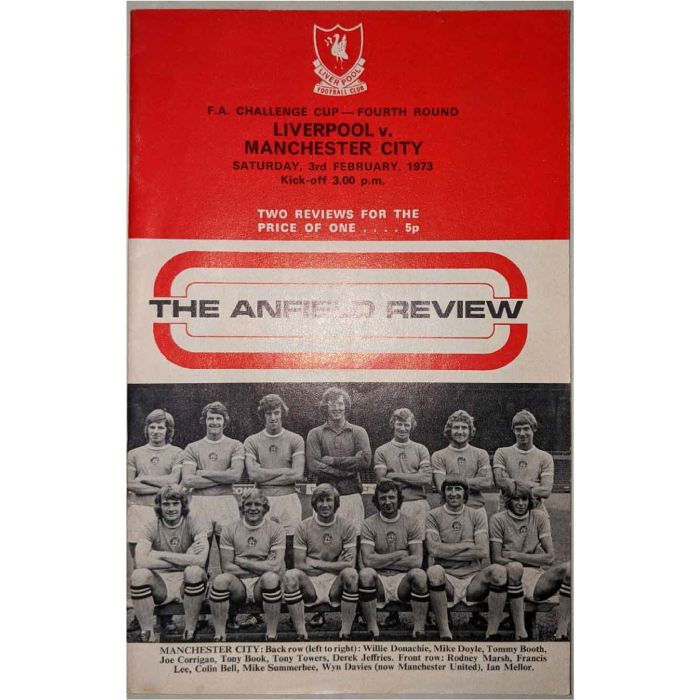 LIVERPOOL
FOOTBALL CLUB
F.A. CHALLENGE CUP — FOURTH ROUND
LIVERPOOL v.
MANCHESTER CITY
SATURDAY, 3rd FEBRUARY, 1973
Kick-off 3.00 p.m.
TWO REVIEWS FOR THE
PRICE OF ONE . . . . 5p
THE ANFIELD REVIEW
MANCHESTER CITY: Back row (left to right): Willie Donachie, Mike Doyle, Tommy Booth,
Joe Corrigan, Tony Book, Tony Towers, Derek Jeffries. Front row: Rodney Marsh, Francis
Lee, Colin Bell, Mike Summerbee, Wyn Davies (now Manchester United), Ian Mellor.